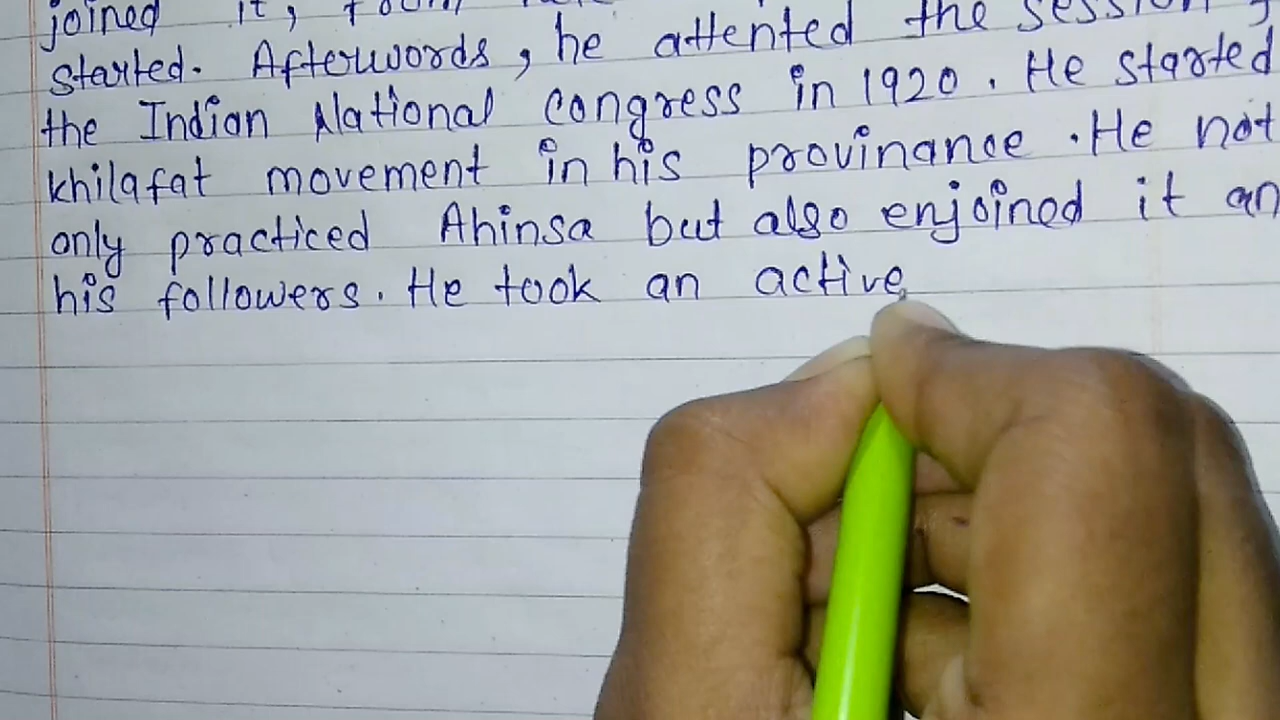 joined it,
started. Afterwords, he attented the session
the Indian National congress in 1920. He started
khilafat movement in his provinance. He not
only practiced Ahinsa but also enjoined it an
his followers. He took an active